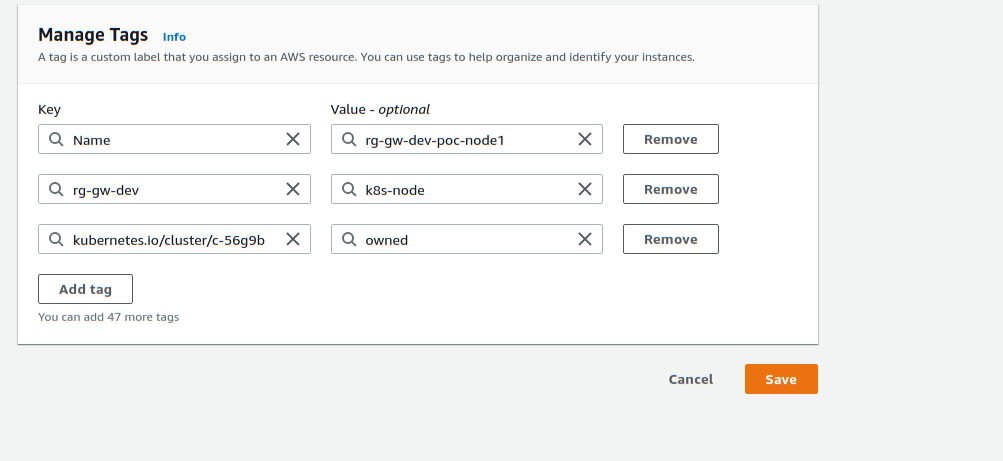 Manage Tags Info
A tag is a custom label that you assign to an AWS resource. You can use tags to help organize and identify your instances.
Key Value - optional
Name rg-gw-dev-poc-node1 Remove
rg-gw-dev k8s-node Remove
kubernetes.io/cluster/c-56g9b owned Remove
Add tag
You can add 47 more tags
Cancel Save